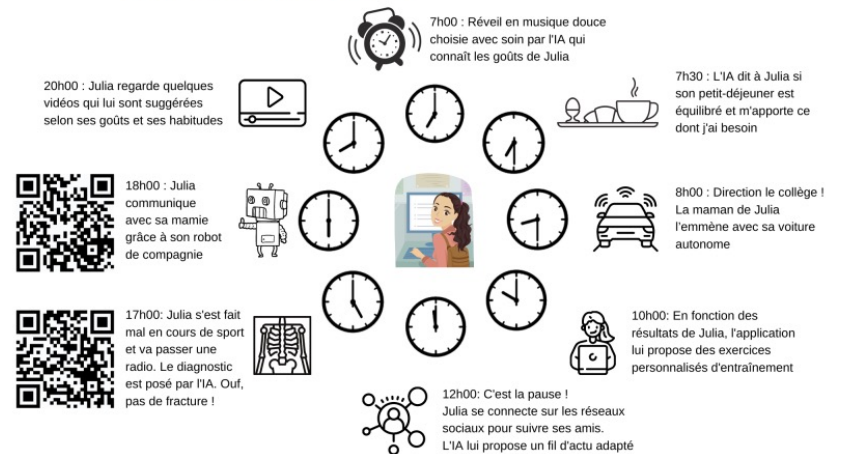 7h00 : Réveil en musique douce
choisie avec soin par l'IA qui
connaît les goûts de Julia
7h30 : L'IA dit à Julia si
son petit-déjeuner est
équilibré et m'apporte ce
dont j'ai besoin
8h00 : Direction le collège !
La maman de Julia
l'emmène avec sa voiture
autonome
10h00: En fonction des
résultats de Julia, l'application
lui propose des exercices
personnalisés d'entraînement
12h00: C'est la pause !
Julia se connecte sur les réseaux
sociaux pour suivre ses amis.
L'IA lui propose un fil d'actu adapté
17h00: Julia s'est fait
mal en cours de sport
et va passer une
radio. Le diagnostic
est posé par l'IA. Ouf,
pas de fracture !
18h00 : Julia
communique
avec sa mamie
grâce à son robot
de compagnie
20h00 : Julia regarde quelques
vidéos qui lui sont suggérées
selon ses goûts et ses habitudes